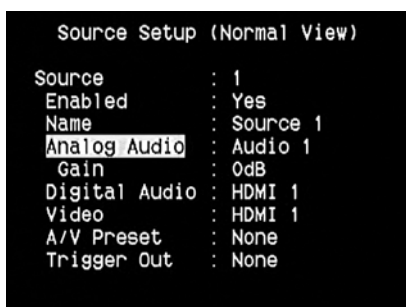 Source Setup (Normal View)
Source : 1
Enabled : Yes
Name : Source 1
Analog Audio : Audio 1
Gain : 0dB
Digital Audio : HDMI 1
Video : HDMI 1
A/V Preset : None
Trigger Out : None